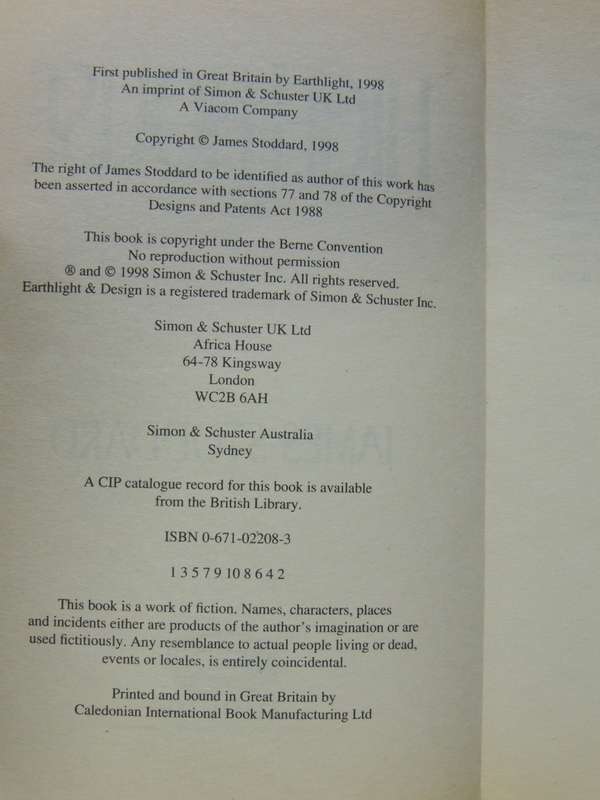 First published in Great Britain by Earthlight, 1998
An imprint of Simon & Schuster UK Ltd
A Viacom Company
Copyright © James Stoddard, 1998
The right of James Stoddard to be identified as author of this work has
been asserted in accordance with sections 77 and 78 of the Copyright
Designs and Patents Act 1988
This book is copyright under the Berne Convention
No reproduction without permission
® and © 1998 Simon & Schuster Inc. All rights reserved.
Earthlight & Design is a registered trademark of Simon & Schuster Inc.
Simon & Schuster UK Ltd
Africa House
64-78 Kingsway
London
WC2B 6AH
Simon & Schuster Australia
Sydney
A CIP catalogue record for this book is available
from the British Library.
ISBN 0-671-02208-3
1 3 5 7 9 10 8 6 4 2
This book is a work of fiction. Names, characters, places
and incidents either are products of the author's imagination or are
used fictitiously. Any resemblance to actual people living or dead,
events or locales, is entirely coincidental.
Printed and bound in Great Britain by
Caledonian International Book Manufacturing Ltd